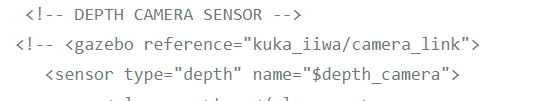 <!-- DEPTH CAMERA SENSOR -->
<!-- <gazebo reference="kuka_iiwa/camera_link">
<sensor type="depth" name="$depth_camera">